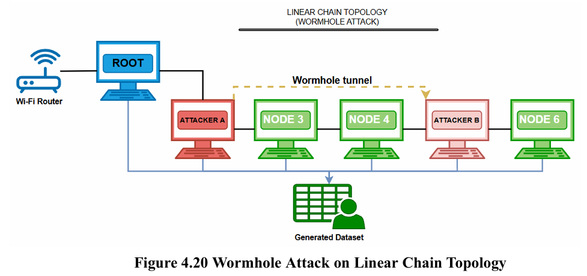 LINEAR CHAIN TOPOLOGY
(WORMHOLE ATTACK)
Wi-Fi Router
ROOT
Wormhole tunnel
ATTACKER A
NODE 3
NODE 4
ATTACKER B
NODE 6
Generated Dataset
Figure 4.20 Wormhole Attack on Linear Chain Topology